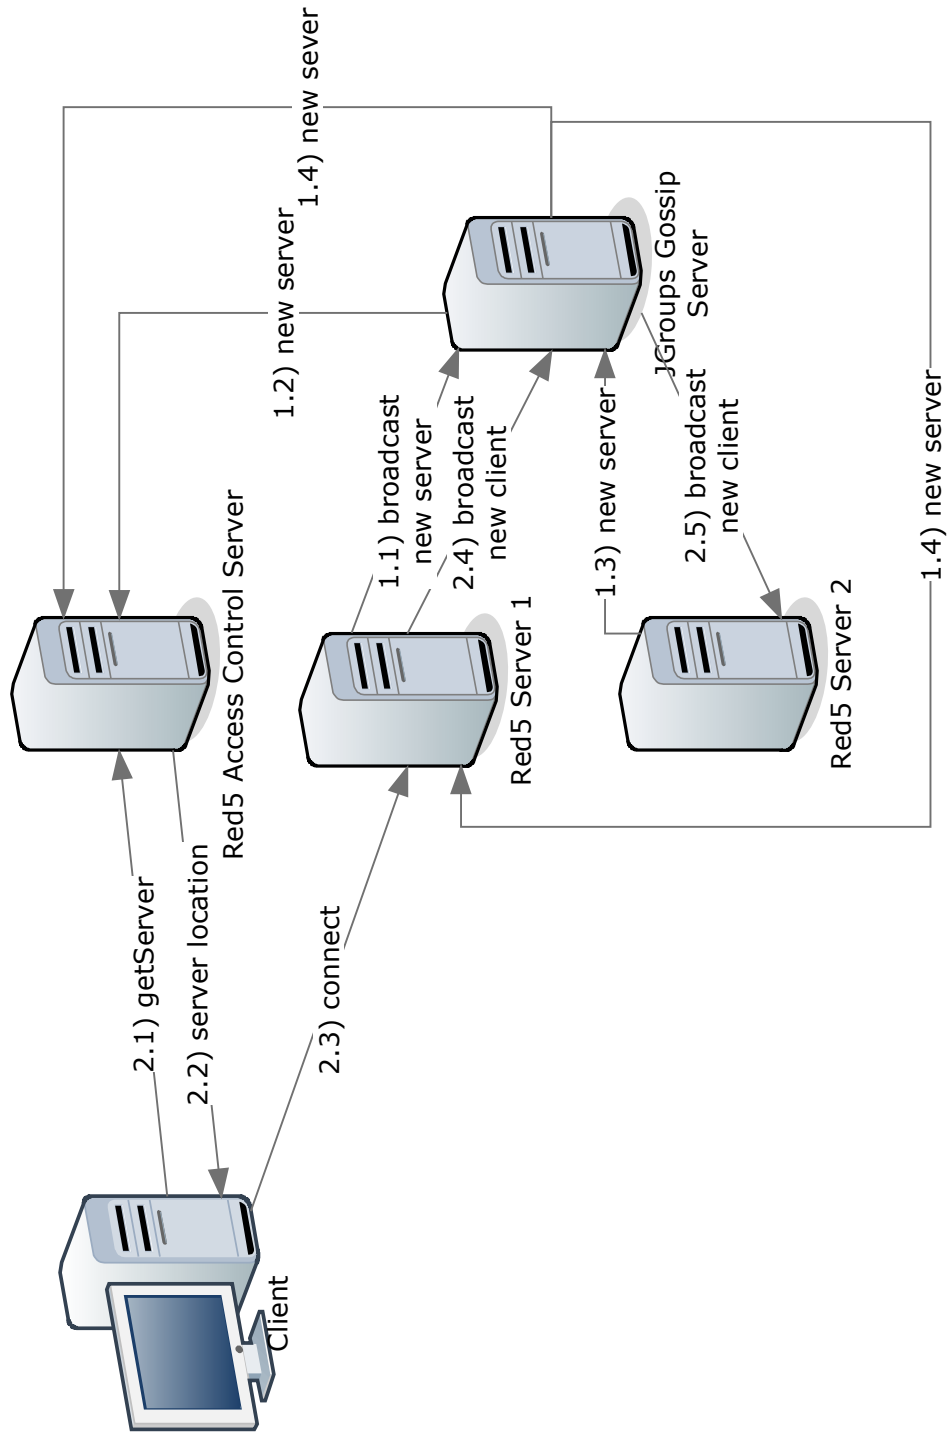 1.4) new sever
1.2) new server
JGroups Gossip
Server
1.4) new server
1.1) broadcast
new server
2.4) broadcast
new client
1.3) new server
2.5) broadcast
new client
Red5 Access Control Server
Red5 Server 1
Red5 Server 2
2.1) getServer
2.2) server location
2.3) connect
Client